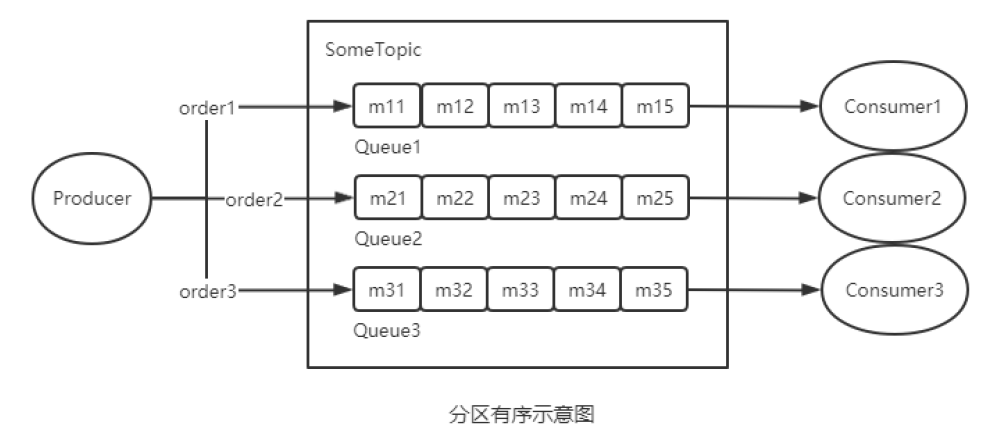 SomeTopic
order1
m11 m12 m13 m14 m15
Consumer1
Queue1
Producer
order2
m21 m22 m23 m24 m25
Consumer2
Queue2
order3
m31 m32 m33 m34 m35
Consumer3
Queue3
分区有序示意图